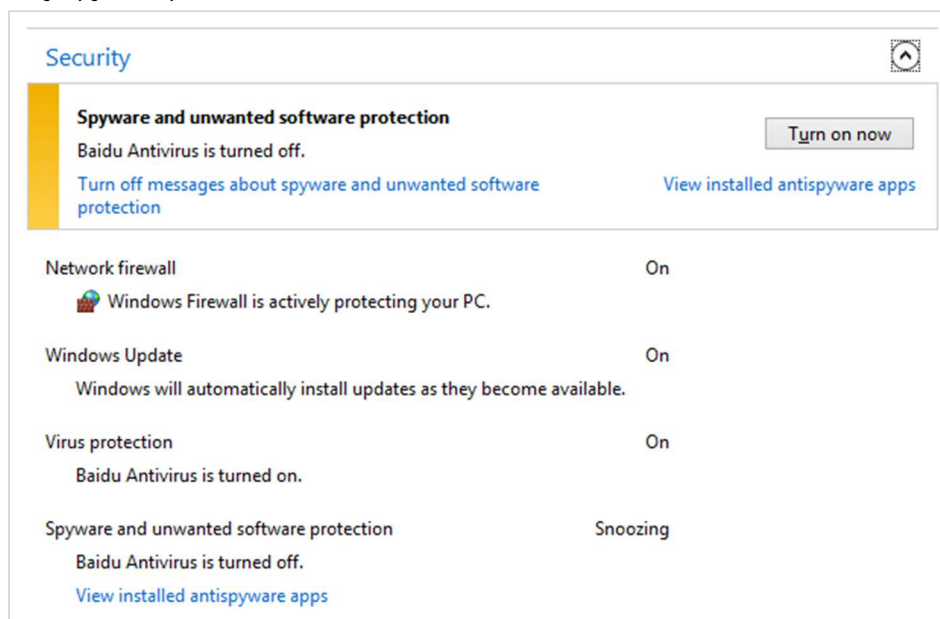 Security
Spyware and unwanted software protection
Baidu Antivirus is turned off.
Turn on now
Turn off messages about spyware and unwanted software
protection
View installed antispyware apps
Network firewall On
Windows Firewall is actively protecting your PC.
Windows Update On
Windows will automatically install updates as they become available.
Virus protection On
Baidu Antivirus is turned on.
Spyware and unwanted software protection Snoozing
Baidu Antivirus is turned off.
View installed antispyware apps